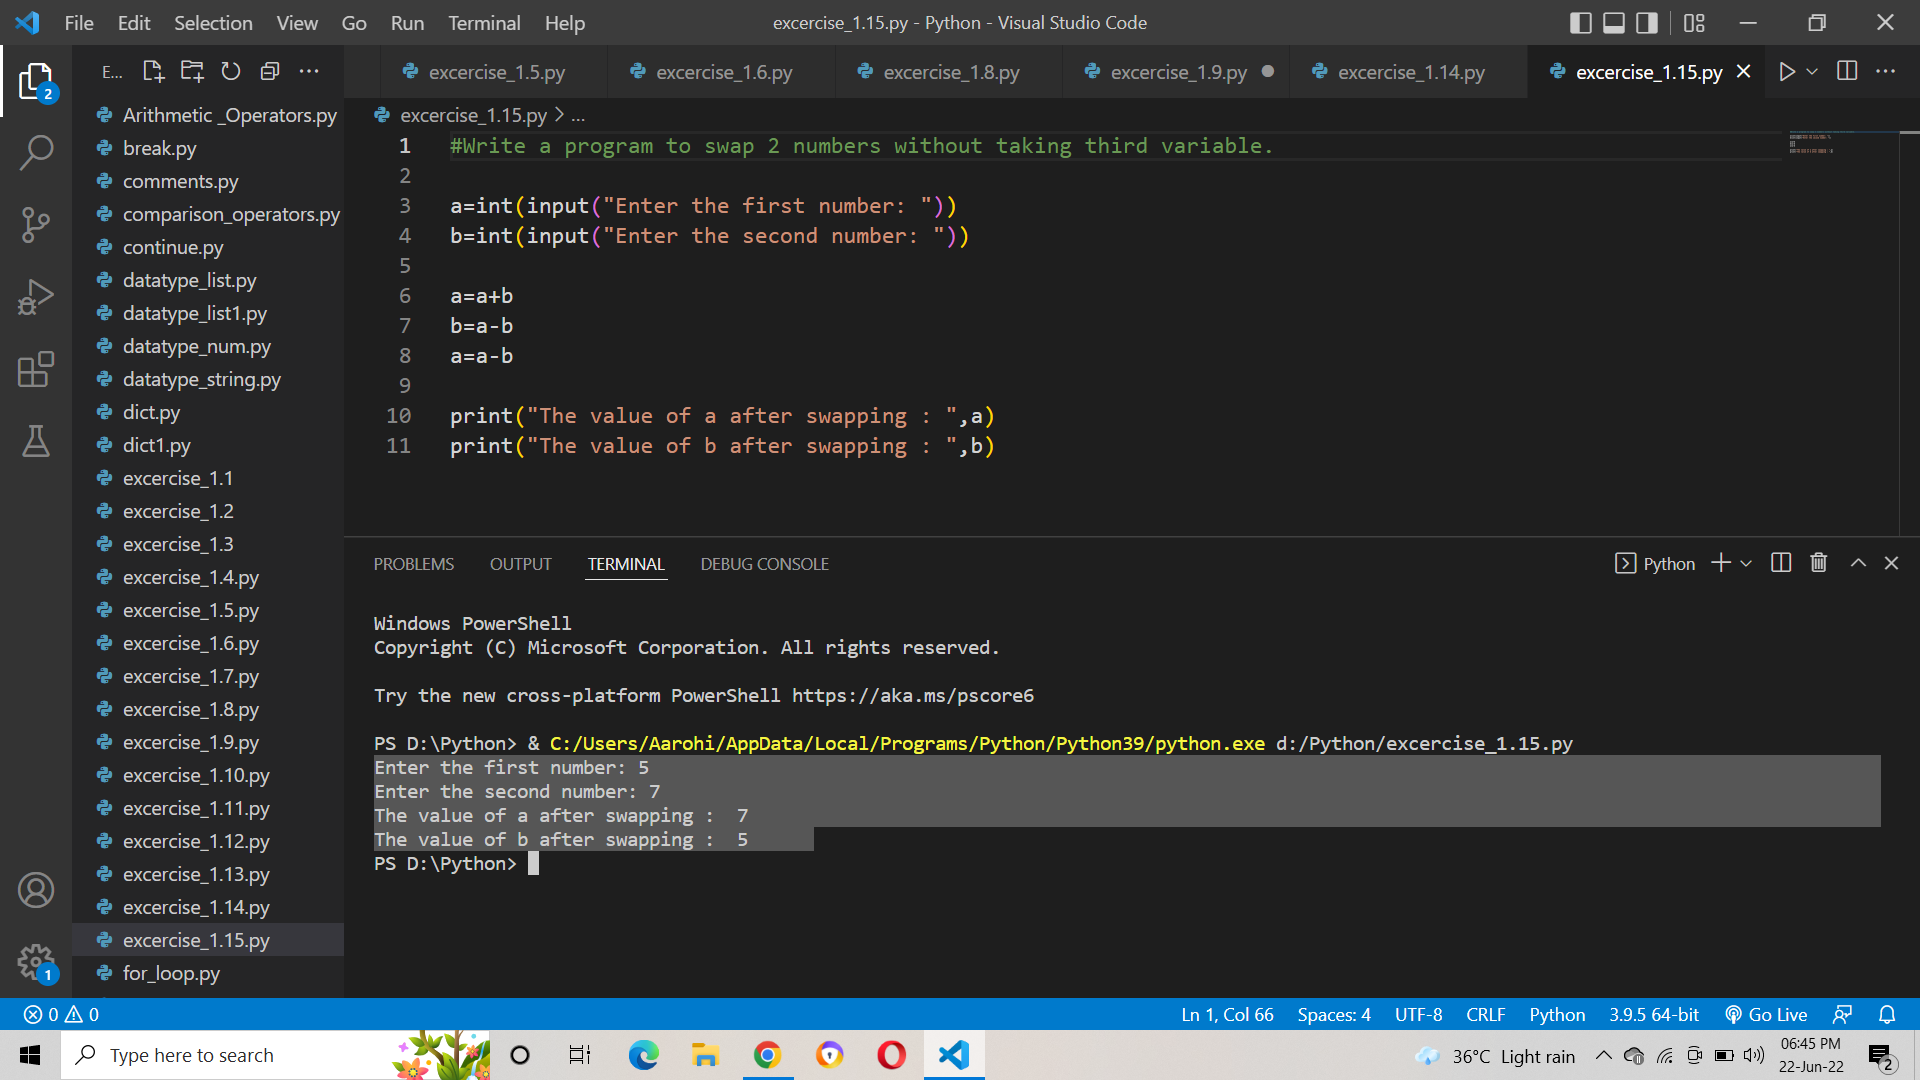 File Edit Selection View Go Run Terminal Help
excercise_1.15.py - Python - Visual Studio Code
E...
excercise_1.5.py excercise_1.6.py excercise_1.8.py excercise_1.9.py excercise_1.14.py excercise_1.15.py
2
Arithmetic _Operators.py
break.py
comments.py
comparison_operators.py
continue.py
datatype_list.py
datatype_list1.py
datatype_num.py
datatype_string.py
dict.py
dict1.py
excercise_1.1
excercise_1.2
excercise_1.3
excercise_1.4.py
excercise_1.5.py
excercise_1.6.py
excercise_1.7.py
excercise_1.8.py
excercise_1.9.py
excercise_1.10.py
excercise_1.11.py
excercise_1.12.py
excercise_1.13.py
excercise_1.14.py
excercise_1.15.py
for_loop.py
1
excercise_1.15.py > ...
1 #Write a program to swap 2 numbers without taking third variable.
2
3 a=int(input("Enter the first number: "))
4 b=int(input("Enter the second number: "))
5
6 a=a+b
7 b=a-b
8 a=a-b
9
10 print("The value of a after swapping : ",a)
11 print("The value of b after swapping : ",b)
PROBLEMS OUTPUT TERMINAL DEBUG CONSOLE
Python
Windows PowerShell
Copyright (C) Microsoft Corporation. All rights reserved.
Try the new cross-platform PowerShell https://aka.ms/pscore6
PS D:\Python> & C:/Users/Aarohi/AppData/Local/Programs/Python/Python39/python.exe d:/Python/excercise_1.15.py
Enter the first number: 5
Enter the second number: 7
The value of a after swapping :  7
The value of b after swapping :  5
PS D:\Python>
0 0
Ln 1, Col 66 Spaces: 4 UTF-8 CRLF Python 3.9.5 64-bit Go Live
Type here to search
36°C Light rain
06:45 PM
22-Jun-22
2